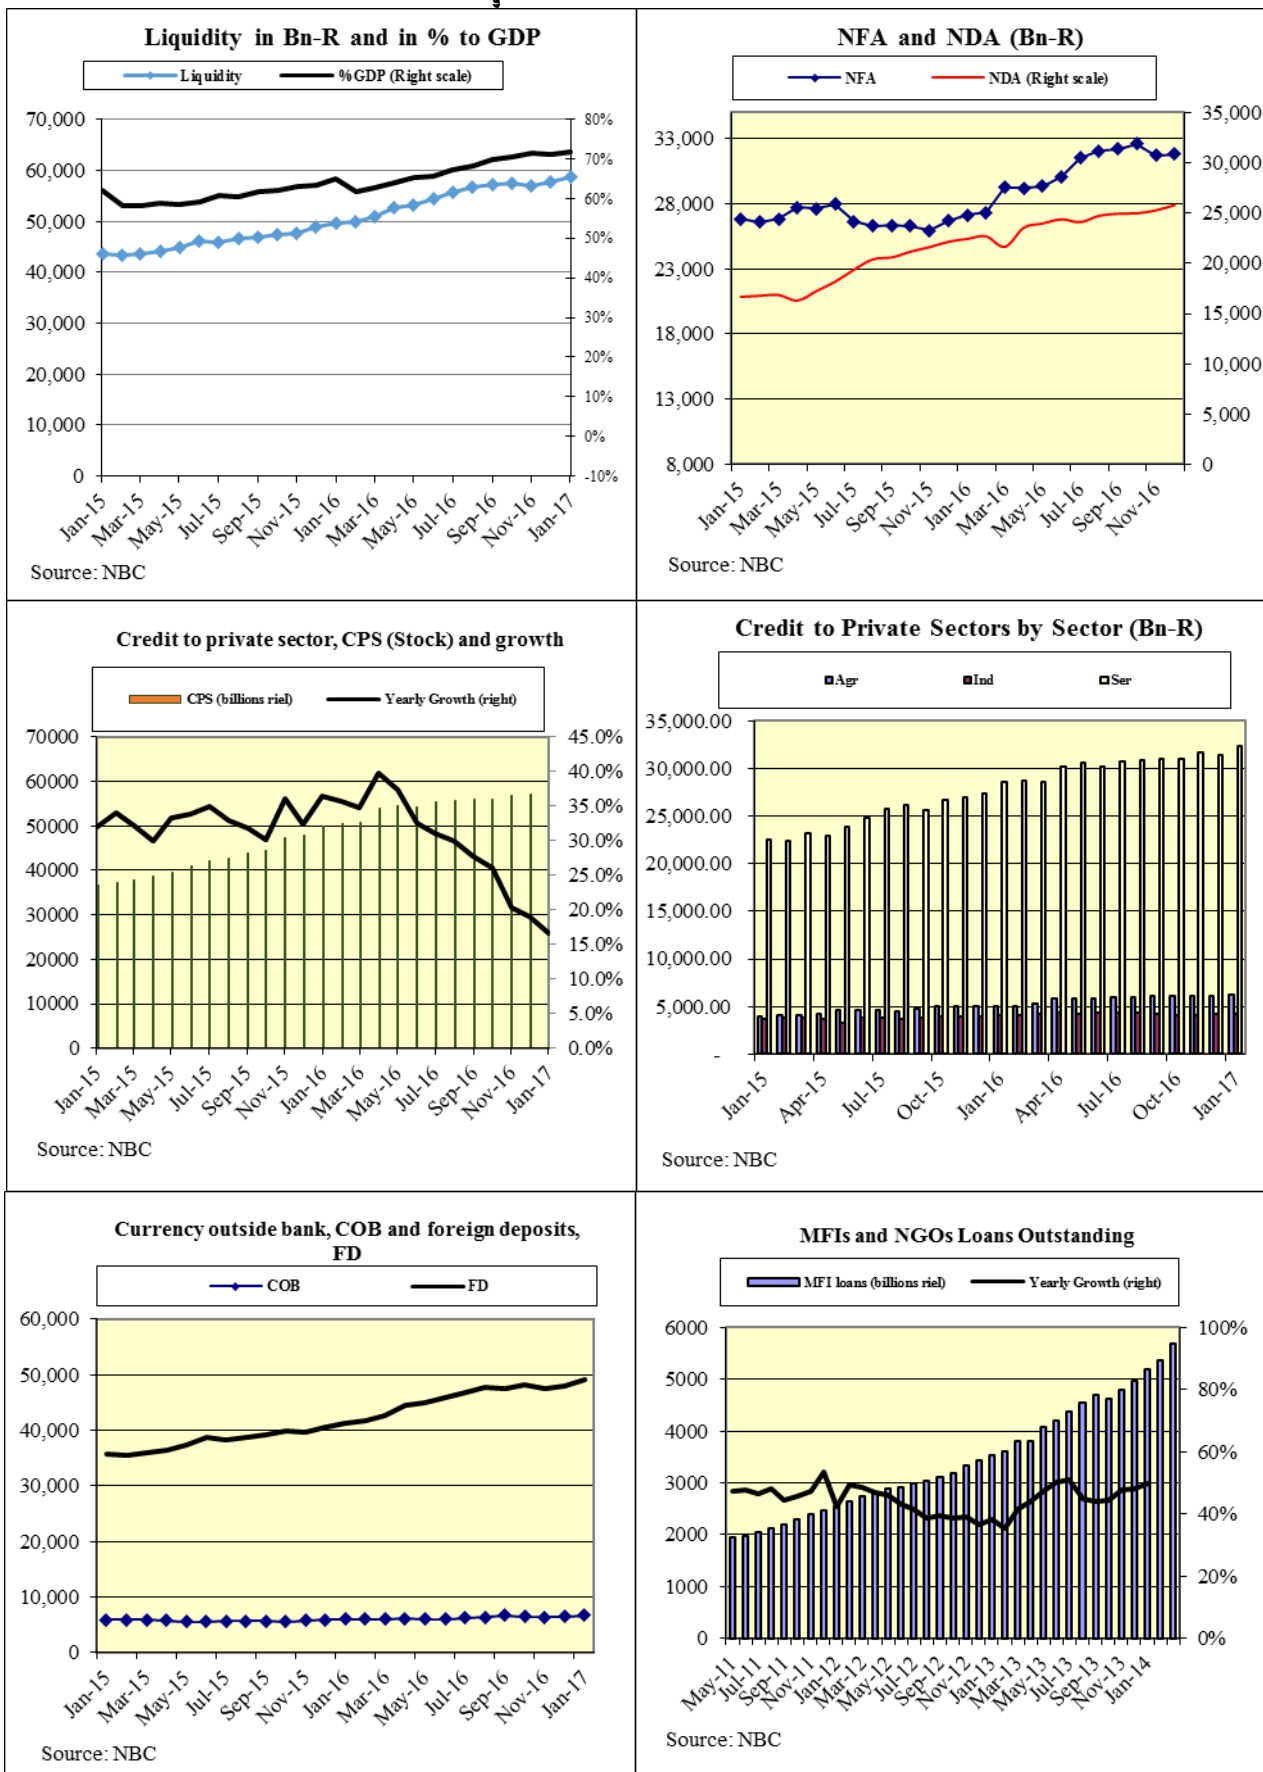 Liquidity in Bn-R and in % to GDP
Liquidity
%GDP (Right scale)
70,000
60,000
50,000
40,000
30,000
20,000
10,000
0
80%
70%
60%
50%
40%
30%
20%
10%
0%
-10%
Jan-15
Mar-15
May-15
Jul-15
Sep-15
Nov-15
Jan-16
Mar-16
May-16
Jul-16
Sep-16
Nov-16
Jan-17
Source: NBC
NFA and NDA (Bn-R)
NFA
NDA (Right scale)
33,000
28,000
23,000
18,000
13,000
8,000
35,000
30,000
25,000
20,000
15,000
10,000
5,000
0
Jan-15
Mar-15
May-15
Jul-15
Sep-15
Nov-15
Jan-16
Mar-16
May-16
Jul-16
Sep-16
Nov-16
Source: NBC
Credit to private sector, CPS (Stock) and growth
CPS (billions riel)
Yearly Growth (right)
70000
60000
50000
40000
30000
20000
10000
0
45.0%
40.0%
35.0%
30.0%
25.0%
20.0%
15.0%
10.0%
5.0%
0.0%
Jan-15
Mar-15
May-15
Jul-15
Sep-15
Nov-15
Jan-16
Mar-16
May-16
Jul-16
Sep-16
Nov-16
Jan-17
Source: NBC
Credit to Private Sectors by Sector (Bn-R)
Agr
Ind
Ser
35,000.00
30,000.00
25,000.00
20,000.00
15,000.00
10,000.00
5,000.00
-
Jan-15
Apr-15
Jul-15
Oct-15
Jan-16
Apr-16
Jul-16
Oct-16
Jan-17
Source: NBC
Currency outside bank, COB and foreign deposits,
FD
COB
FD
60,000
50,000
40,000
30,000
20,000
10,000
0
Jan-15
Mar-15
May-15
Jul-15
Sep-15
Nov-15
Jan-16
Mar-16
May-16
Jul-16
Sep-16
Nov-16
Jan-17
Source: NBC
MFIs and NGOs Loans Outstanding
MFI loans (billions riel)
Yearly Growth (right)
6000
5000
4000
3000
2000
1000
0
100%
80%
60%
40%
20%
0%
May-11
Jul-11
Sep-11
Nov-11
Jan-12
Mar-12
May-12
Jul-12
Sep-12
Nov-12
Jan-13
Mar-13
May-13
Jul-13
Sep-13
Nov-13
Jan-14
Source: NBC